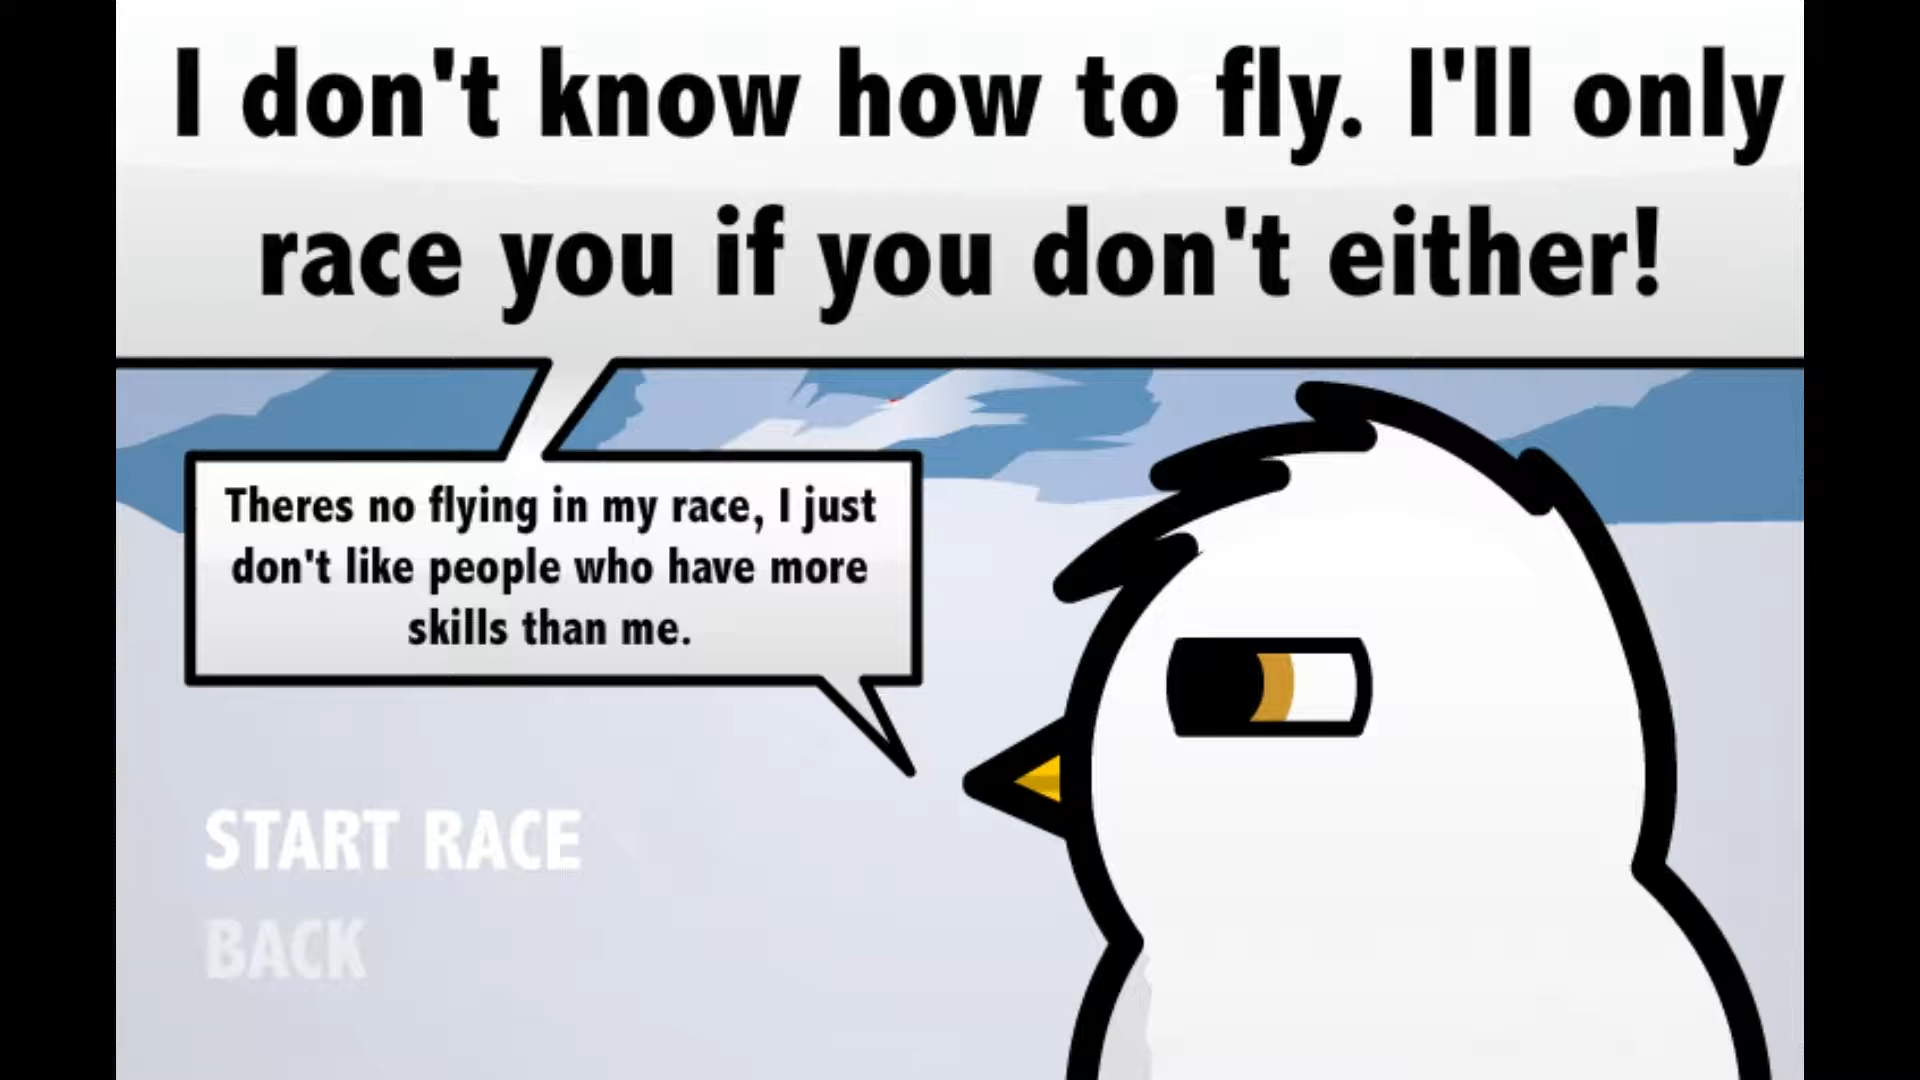 I don't know how to fly. I'll only
race you if you don't either!
Theres no flying in my race, I just
don't like people who have more
skills than me.
START RACE
BACK